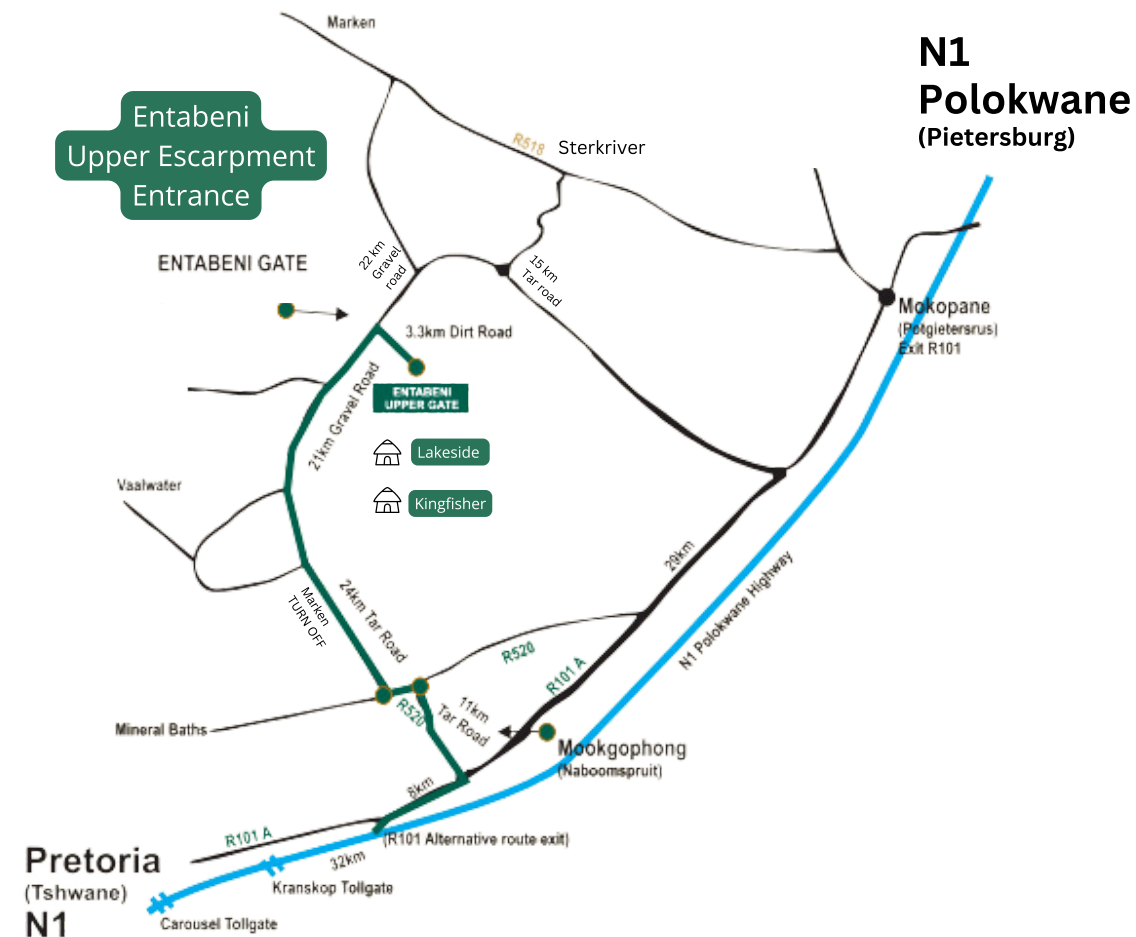 Marken
N1
Polokwane
(Pietersburg)
Entabeni
Upper Escarpment
Entrance
R518
Sterkriver
22 km
Gravel
road
15 km
Tar road
ENTABENI GATE
Mokopane
(Potgietersrus)
Exit R101
3.3km Dirt Road
ENTABENI
UPPER GATE
21km Gravel Road
Lakeside
Kingfisher
Vaalwater
29km
N1 Polokwane Highway
24km Tar Road
Marken
TURN OFF
R520
R101 A
R520
11km
Tar Road
Mineral Baths
Mookgophong
(Naboomspruit)
8km
R101 A
(R101 Alternative route exit)
32km
Pretoria
(Tshwane)
N1
Kranskop Tollgate
Carousel Tollgate